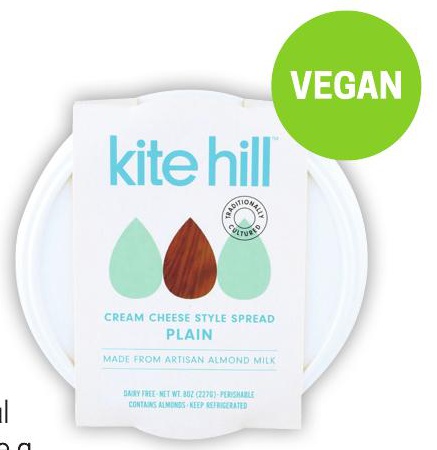 VEGAN
kite hill™
TRADITIONALLY
CULTURED
CREAM CHEESE STYLE SPREAD
PLAIN
MADE FROM ARTISAN ALMOND MILK
DAIRY FREE · NET WT. 8OZ (227G) · PERISHABLE
CONTAINS ALMONDS · KEEP REFRIGERATED